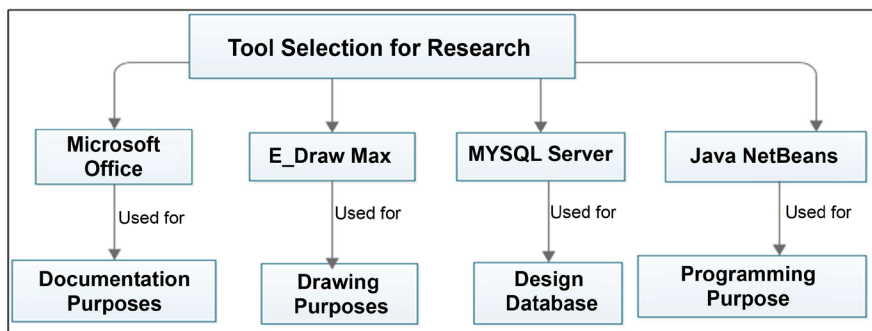 Tool Selection for Research
Microsoft
Office
E_Draw Max
MYSQL Server
Java NetBeans
Used for
Used for
Used for
Used for
Documentation
Purposes
Drawing
Purposes
Design
Database
Programming
Purpose